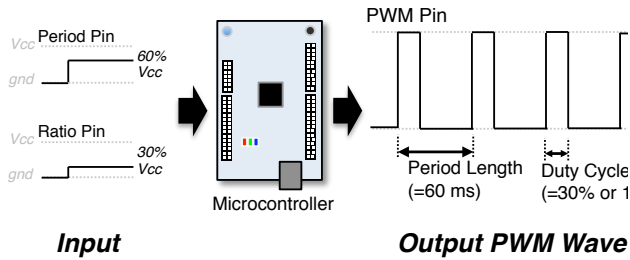 PWM Pin
Vcc Period Pin
60%
Vcc
gnd
Ratio Pin
Vcc
30%
Vcc
gnd
Period Length
(=60 ms)
Duty Cycle
(=30% or 1
Microcontroller
Input
Output PWM Wave